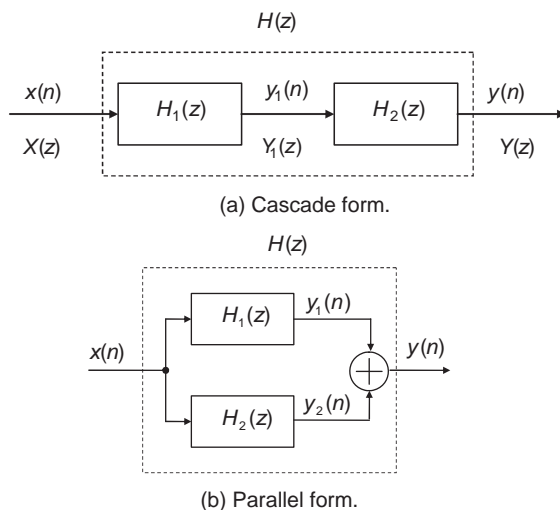 H(z)
x(n) H₁(z) y₁(n) H₂(z) y(n)
X(z) Y₁(z) Y(z)
(a) Cascade form.
H(z)
H₁(z) y₁(n)
x(n) y(n)
H₂(z) y₂(n)
(b) Parallel form.